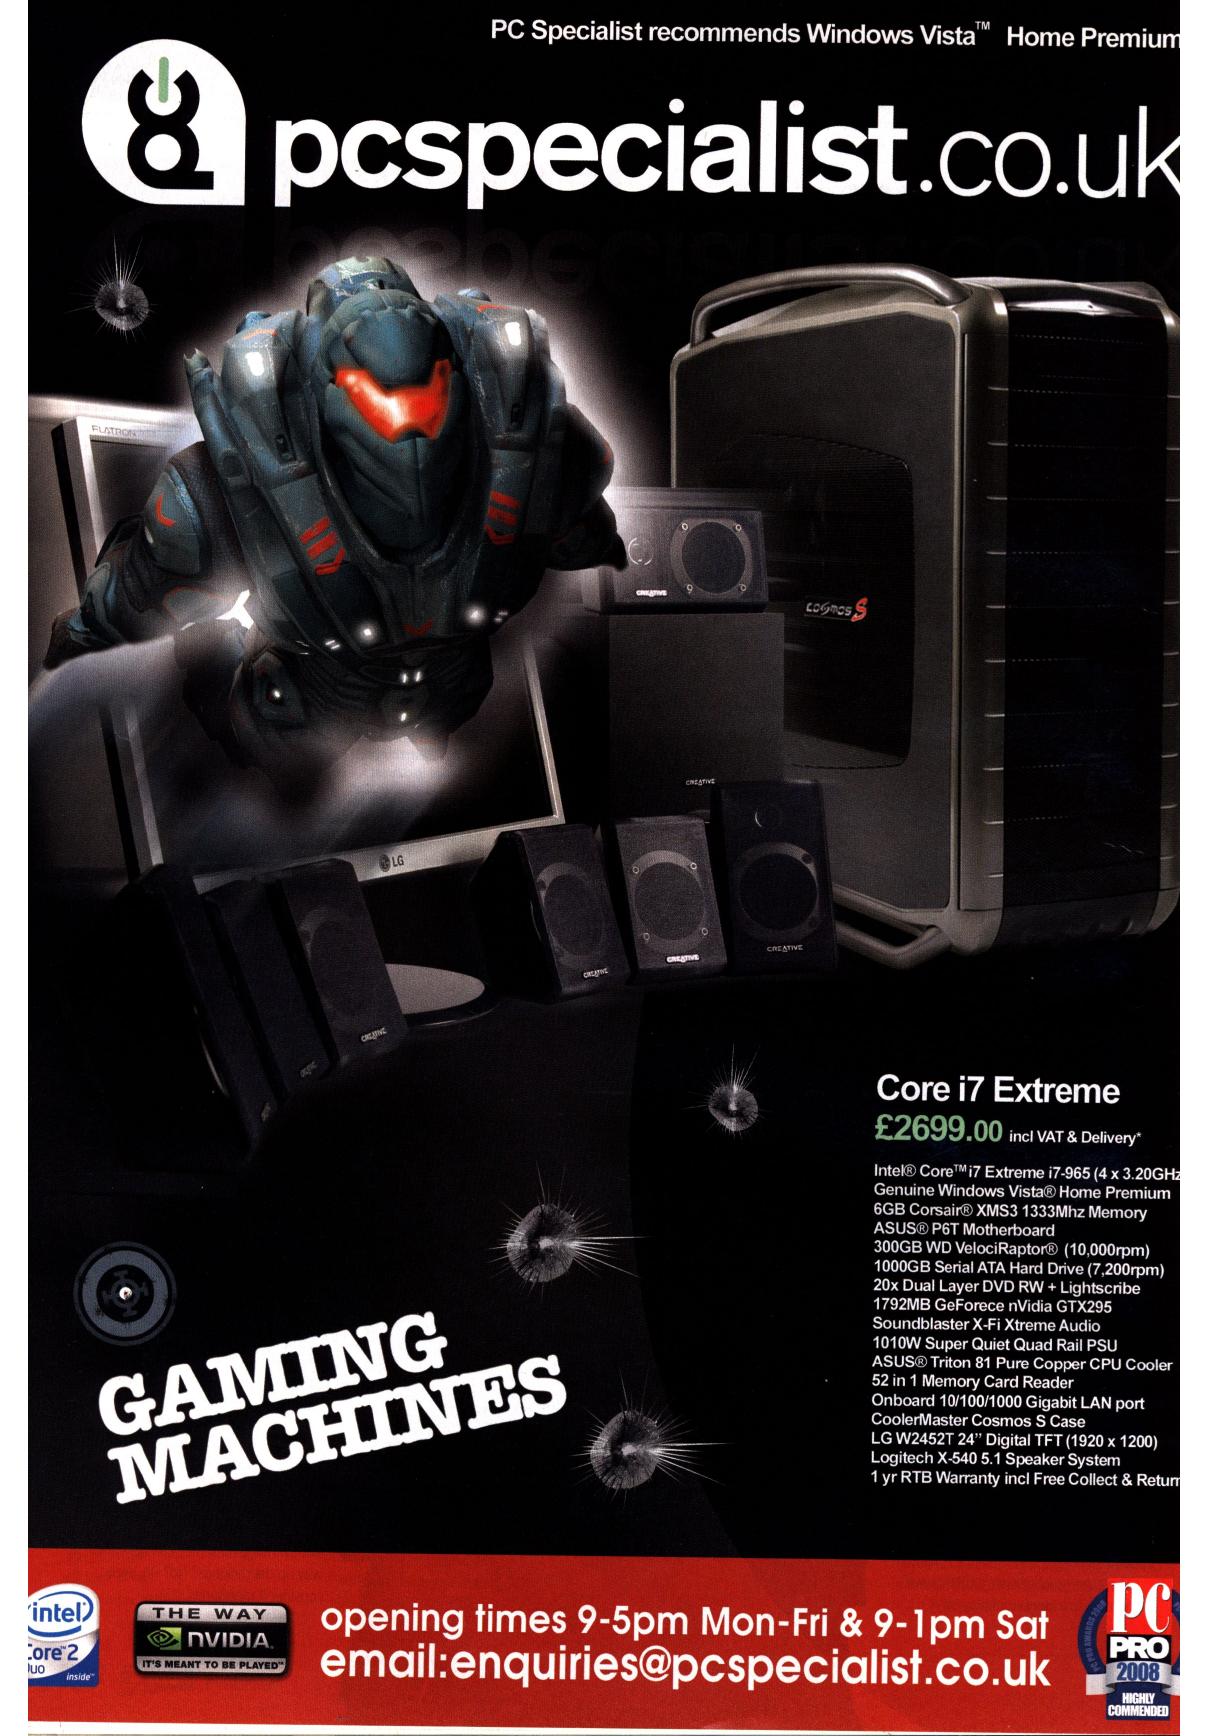 PC Specialist recommends Windows Vista™ Home Premium
pcspecialist.co.uk
FLATRON
CREATIVE
COSMOS S
CREATIVE
LG
CREATIVE
CREATIVE
CREATIVE
CREATIVE
Core i7 Extreme
£2699.00 incl VAT & Delivery*
Intel® Core™ i7 Extreme i7-965 (4 x 3.20GHz
Genuine Windows Vista® Home Premium
6GB Corsair® XMS3 1333Mhz Memory
ASUS® P6T Motherboard
300GB WD VelociRaptor® (10,000rpm)
1000GB Serial ATA Hard Drive (7,200rpm)
20x Dual Layer DVD RW + Lightscribe
1792MB GeForece nVidia GTX295
Soundblaster X-Fi Xtreme Audio
1010W Super Quiet Quad Rail PSU
ASUS® Triton 81 Pure Copper CPU Cooler
52 in 1 Memory Card Reader
Onboard 10/100/1000 Gigabit LAN port
CoolerMaster Cosmos S Case
LG W2452T 24" Digital TFT (1920 x 1200)
Logitech X-540 5.1 Speaker System
1 yr RTB Warranty incl Free Collect & Return
GAMING
MACHINES
intel
ore™2
uo
inside™
THE WAY
NVIDIA.
IT'S MEANT TO BE PLAYED™
opening times 9-5pm Mon-Fri & 9-1pm Sat
email:enquiries@pcspecialist.co.uk
PC PRO AWARDS 2008
PC
PRO
2008
HIGHLY
COMMENDED